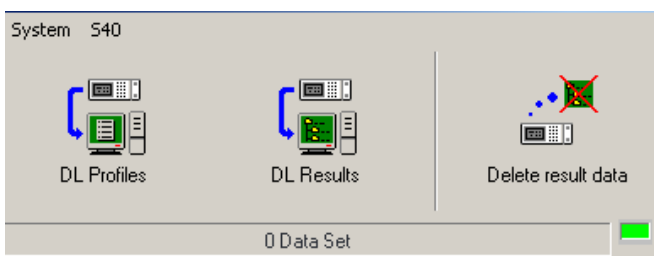 System S40
DL Profiles DL Results Delete result data
0 Data Set